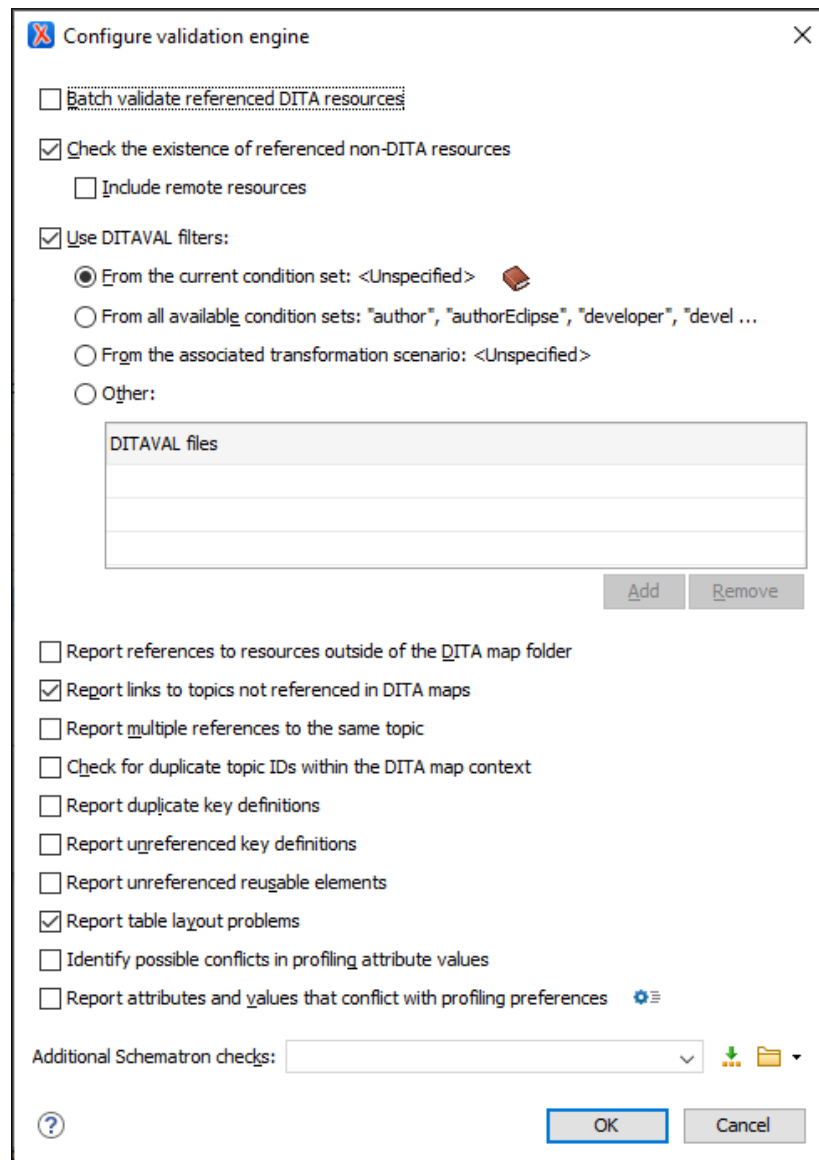 Configure validation engine
Batch validate referenced DITA resources
Check the existence of referenced non-DITA resources
Include remote resources
Use DITAVAL filters:
From the current condition set: <Unspecified>
From all available condition sets: "author", "authorEclipse", "developer", "devel ...
From the associated transformation scenario: <Unspecified>
Other:
DITAVAL files
Add Remove
Report references to resources outside of the DITA map folder
Report links to topics not referenced in DITA maps
Report multiple references to the same topic
Check for duplicate topic IDs within the DITA map context
Report duplicate key definitions
Report unreferenced key definitions
Report unreferenced reusable elements
Report table layout problems
Identify possible conflicts in profiling attribute values
Report attributes and values that conflict with profiling preferences
Additional Schematron checks:
? OK Cancel